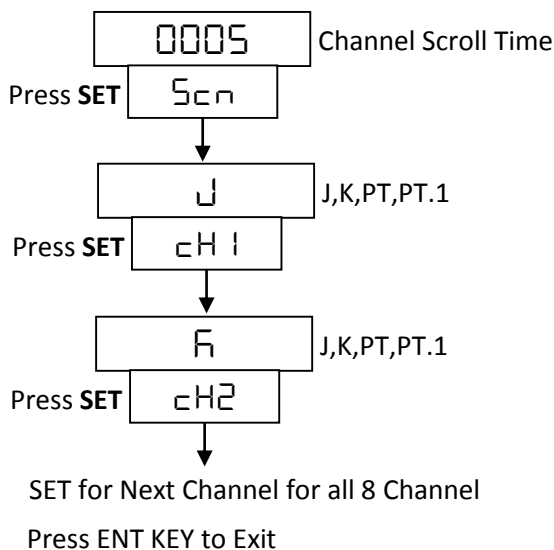 0005 Channel Scroll Time
Press SET Scn
J J,K,PT,PT.1
Press SET cH1
K J,K,PT,PT.1
Press SET cH2
SET for Next Channel for all 8 Channel
Press ENT KEY to Exit